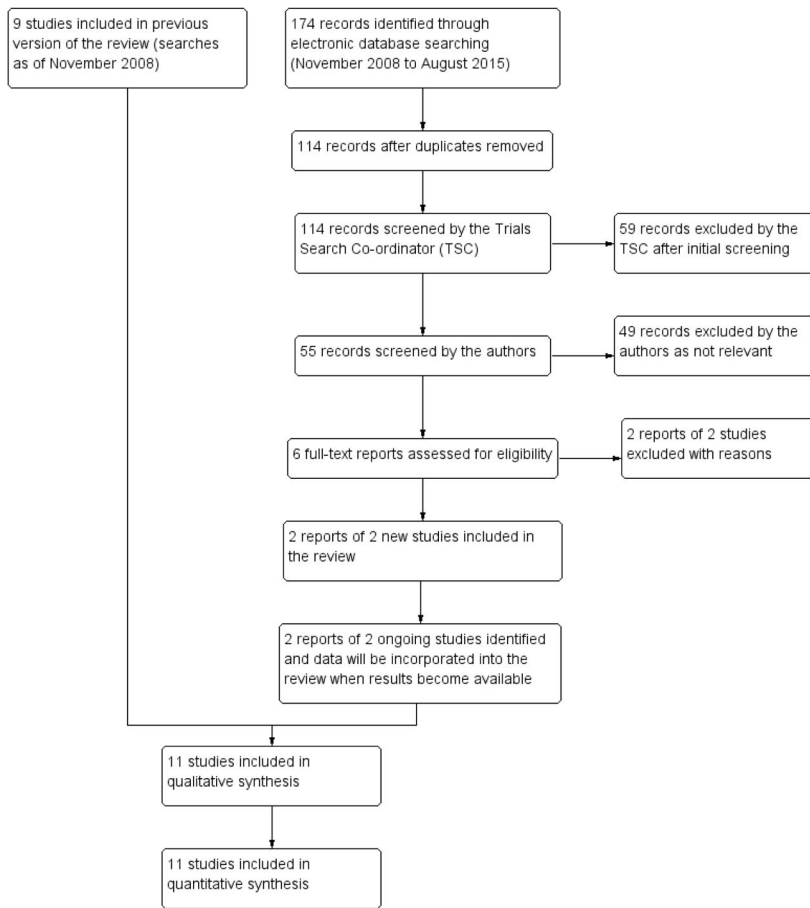 9 studies included in previous
version of the review (searches
as of November 2008)
174 records identified through
electronic database searching
(November 2008 to August 2015)
114 records after duplicates removed
114 records screened by the Trials
Search Co-ordinator (TSC)
59 records excluded by the
TSC after initial screening
55 records screened by the authors
49 records excluded by the
authors as not relevant
6 full-text reports assessed for eligibility
2 reports of 2 studies
excluded with reasons
2 reports of 2 new studies included in
the review
2 reports of 2 ongoing studies identified
and data will be incorporated into the
review when results become available
11 studies included in
qualitative synthesis
11 studies included in
quantitative synthesis